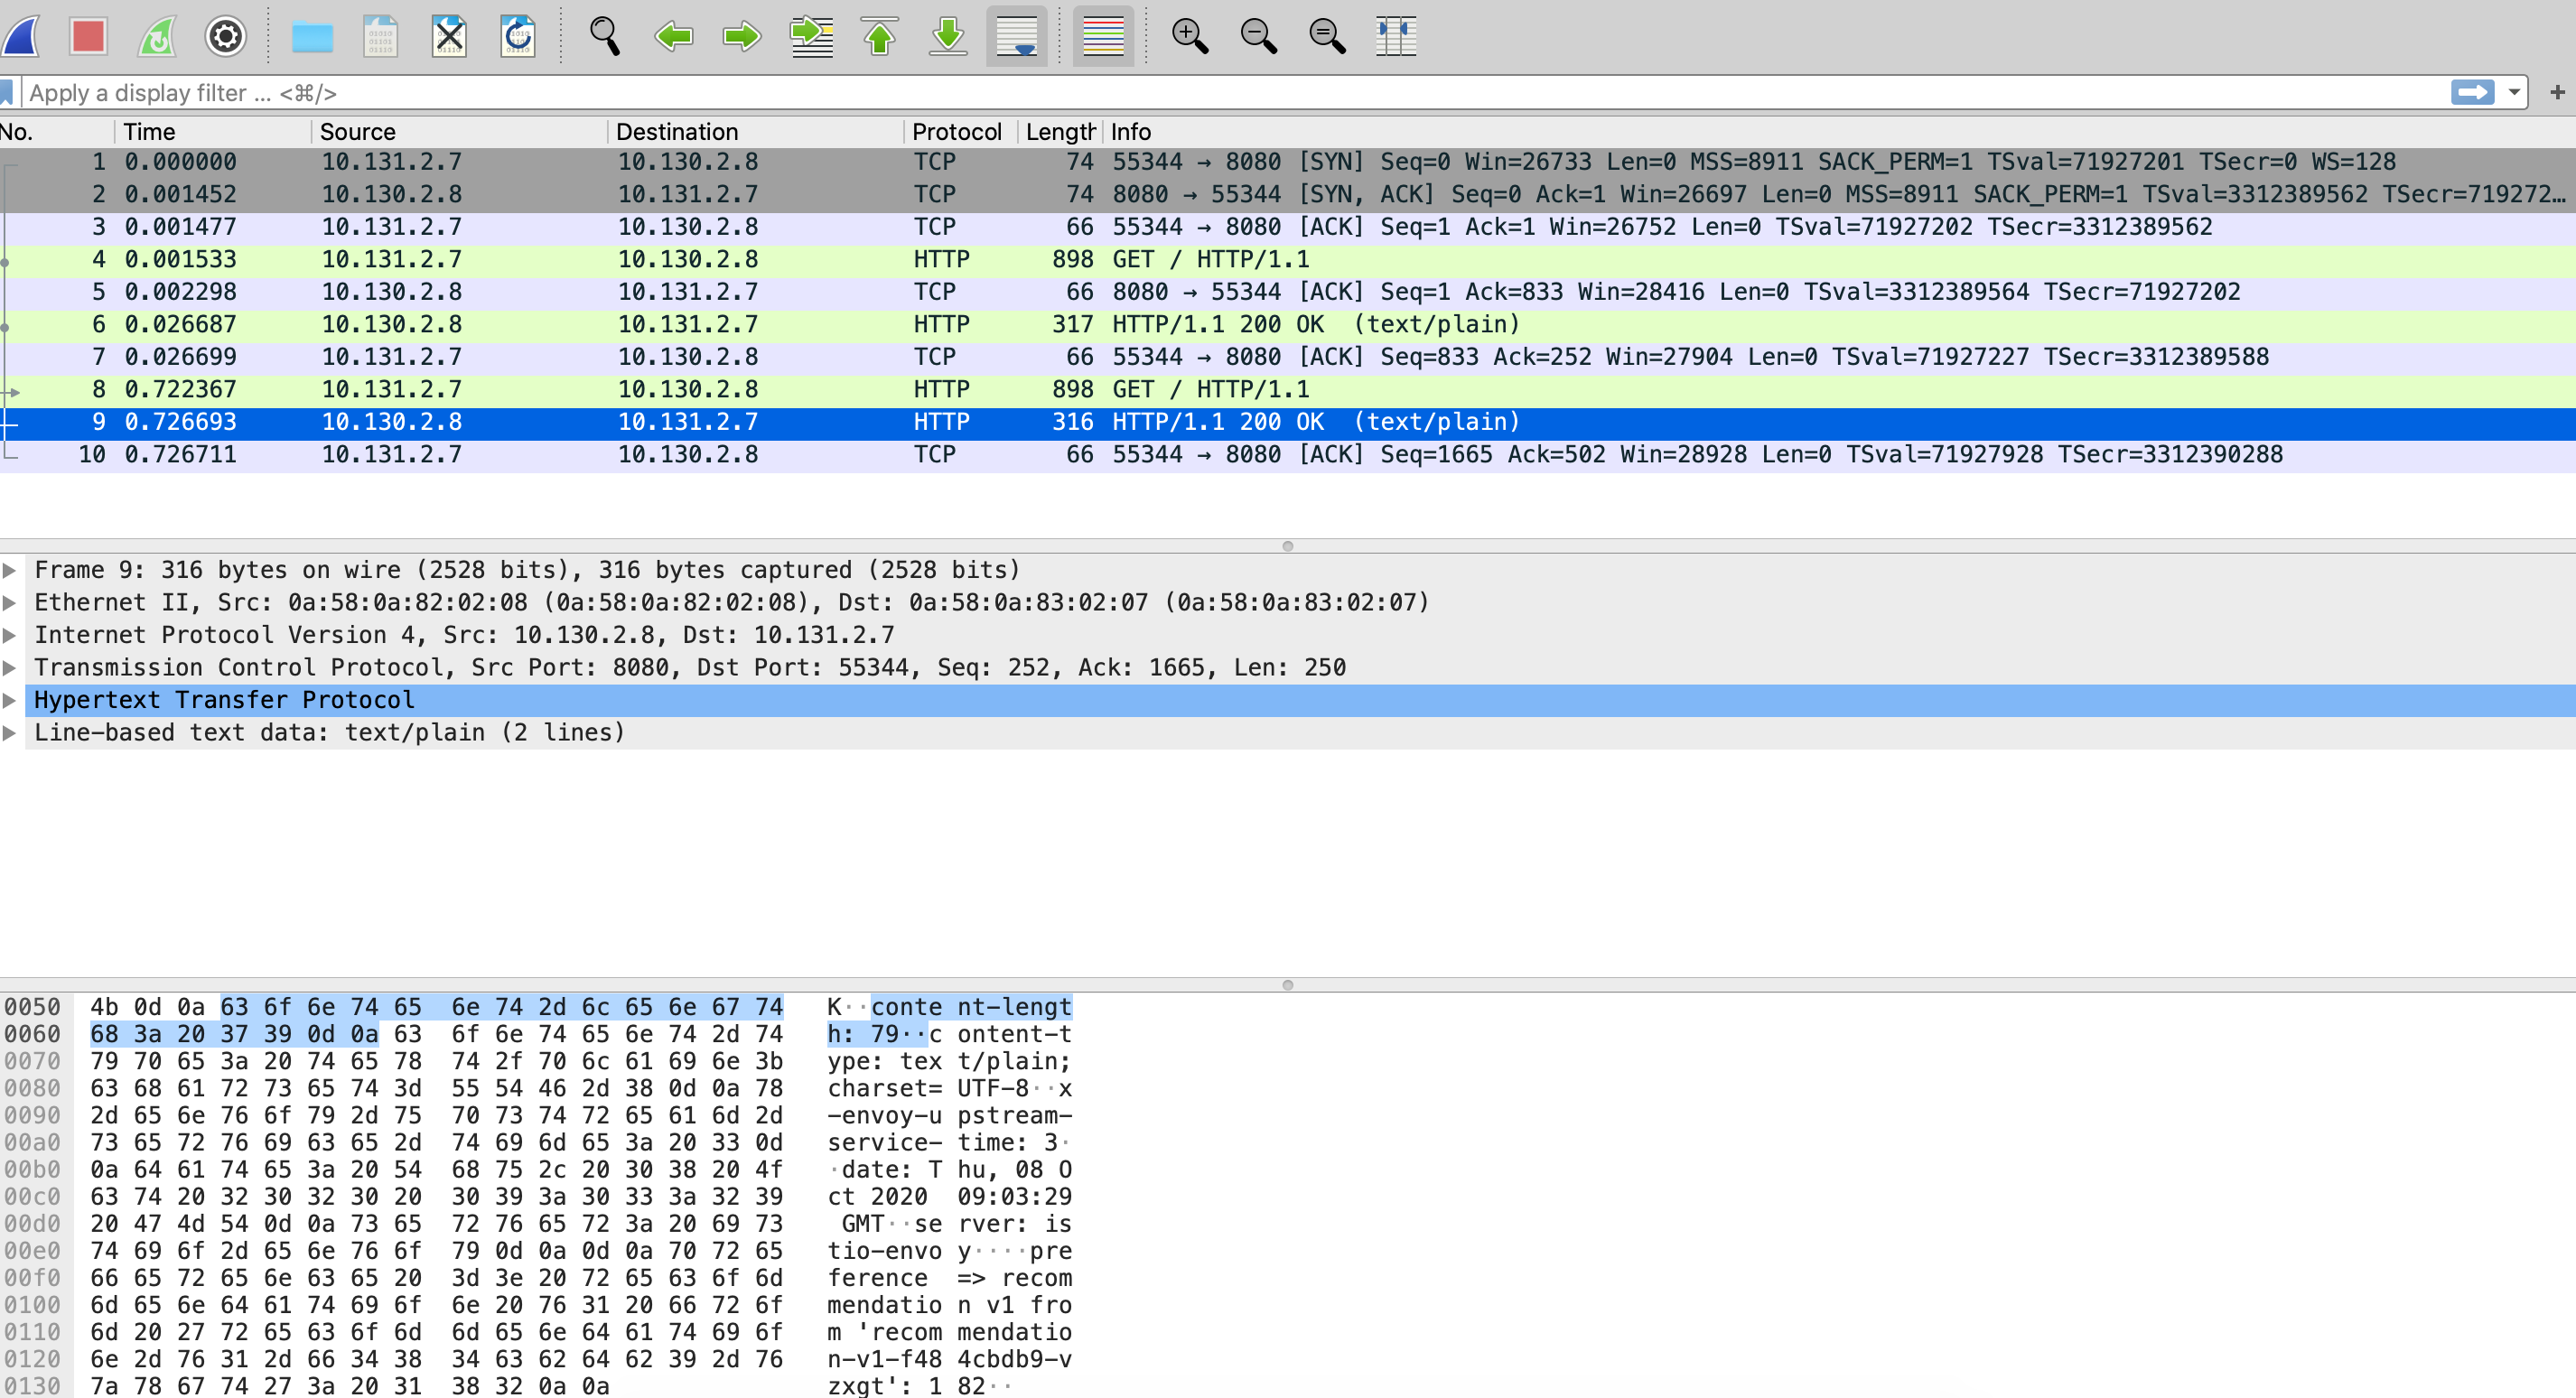 Apply a display filter ... <⌘/>
No. Time Source Destination Protocol Length Info
1 0.000000 10.131.2.7 10.130.2.8 TCP 74 55344 → 8080 [SYN] Seq=0 Win=26733 Len=0 MSS=8911 SACK_PERM=1 TSval=71927201 TSecr=0 WS=128
2 0.001452 10.130.2.8 10.131.2.7 TCP 74 8080 → 55344 [SYN, ACK] Seq=0 Ack=1 Win=26697 Len=0 MSS=8911 SACK_PERM=1 TSval=3312389562 TSecr=719272…
3 0.001477 10.131.2.7 10.130.2.8 TCP 66 55344 → 8080 [ACK] Seq=1 Ack=1 Win=26752 Len=0 TSval=71927202 TSecr=3312389562
4 0.001533 10.131.2.7 10.130.2.8 HTTP 898 GET / HTTP/1.1
5 0.002298 10.130.2.8 10.131.2.7 TCP 66 8080 → 55344 [ACK] Seq=1 Ack=833 Win=28416 Len=0 TSval=3312389564 TSecr=71927202
6 0.026687 10.130.2.8 10.131.2.7 HTTP 317 HTTP/1.1 200 OK (text/plain)
7 0.026699 10.131.2.7 10.130.2.8 TCP 66 55344 → 8080 [ACK] Seq=833 Ack=252 Win=27904 Len=0 TSval=71927227 TSecr=3312389588
8 0.722367 10.131.2.7 10.130.2.8 HTTP 898 GET / HTTP/1.1
9 0.726693 10.130.2.8 10.131.2.7 HTTP 316 HTTP/1.1 200 OK (text/plain)
10 0.726711 10.131.2.7 10.130.2.8 TCP 66 55344 → 8080 [ACK] Seq=1665 Ack=502 Win=28928 Len=0 TSval=71927928 TSecr=3312390288
Frame 9: 316 bytes on wire (2528 bits), 316 bytes captured (2528 bits)
Ethernet II, Src: 0a:58:0a:82:02:08 (0a:58:0a:82:02:08), Dst: 0a:58:0a:83:02:07 (0a:58:0a:83:02:07)
Internet Protocol Version 4, Src: 10.130.2.8, Dst: 10.131.2.7
Transmission Control Protocol, Src Port: 8080, Dst Port: 55344, Seq: 252, Ack: 1665, Len: 250
Hypertext Transfer Protocol
Line-based text data: text/plain (2 lines)
0050 4b 0d 0a 63 6f 6e 74 65 6e 74 2d 6c 65 6e 67 74 K··conte nt-lengt
0060 68 3a 20 37 39 0d 0a 63 6f 6e 74 65 6e 74 2d 74 h: 79··c ontent-t
0070 79 70 65 3a 20 74 65 78 74 2f 70 6c 61 69 6e 3b ype: tex t/plain;
0080 63 68 61 72 73 65 74 3d 55 54 46 2d 38 0d 0a 78 charset= UTF-8··x
0090 2d 65 6e 76 6f 79 2d 75 70 73 74 72 65 61 6d 2d -envoy-u pstream-
00a0 73 65 72 76 69 63 65 2d 74 69 6d 65 3a 20 33 0d service- time: 3·
00b0 0a 64 61 74 65 3a 20 54 68 75 2c 20 30 38 20 4f ·date: T hu, 08 O
00c0 63 74 20 32 30 32 30 20 30 39 3a 30 33 3a 32 39 ct 2020 09:03:29
00d0 20 47 4d 54 0d 0a 73 65 72 76 65 72 3a 20 69 73 GMT··se rver: is
00e0 74 69 6f 2d 65 6e 76 6f 79 0d 0a 0d 0a 70 72 65 tio-envo y····pre
00f0 66 65 72 65 6e 63 65 20 3d 3e 20 72 65 63 6f 6d ference => recom
0100 6d 65 6e 64 61 74 69 6f 6e 20 76 31 20 66 72 6f mendatio n v1 fro
0110 6d 20 27 72 65 63 6f 6d 6d 65 6e 64 61 74 69 6f m 'recom mendatio
0120 6e 2d 76 31 2d 66 34 38 34 63 62 64 62 39 2d 76 n-v1-f48 4cbdb9-v
0130 7a 78 67 74 27 3a 20 31 38 32 0a 0a zxgt': 1 82··